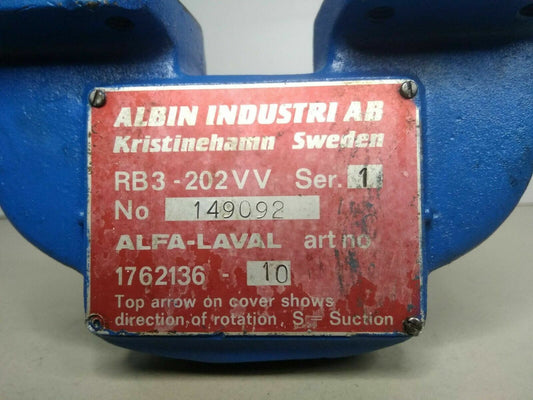 ALBIN INDUSTRI AB
Kristinehamn Sweden
RB3-202VV Ser. 1
No 149092
ALFA-LAVAL art no
1762136 - 10
Top arrow on cover shows
direction of rotation. S= Suction